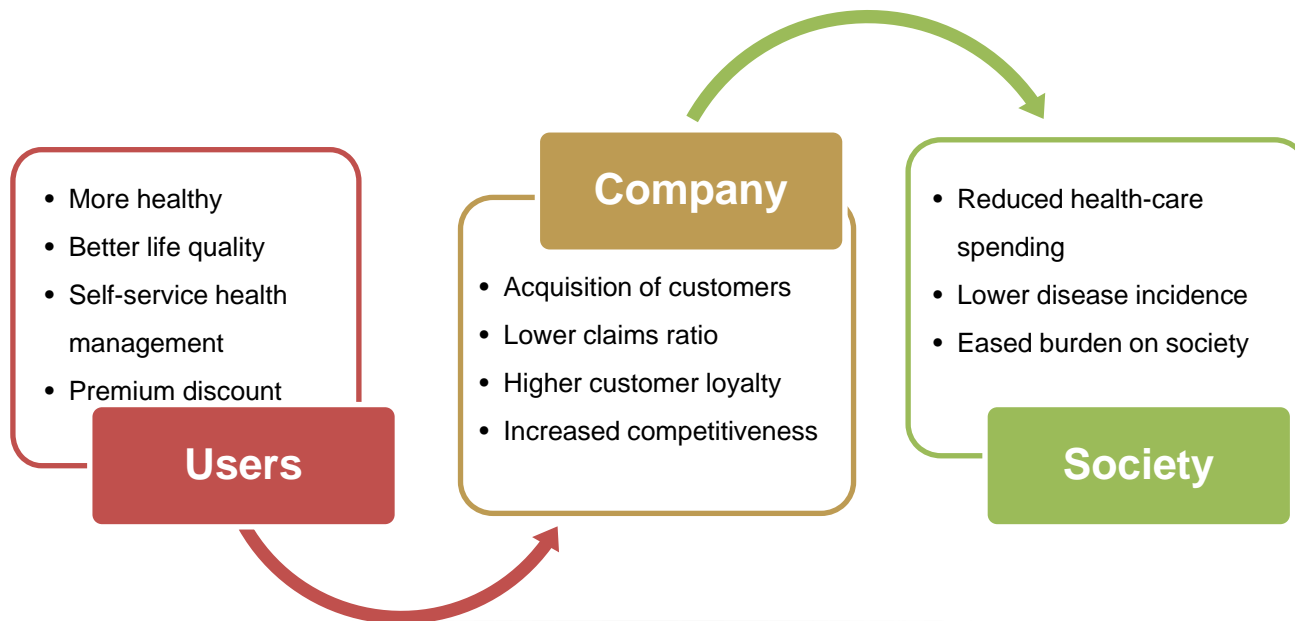 • More healthy
• Better life quality
• Self-service health
management
• Premium discount
Users
Company
• Acquisition of customers
• Lower claims ratio
• Higher customer loyalty
• Increased competitiveness
• Reduced health-care
spending
• Lower disease incidence
• Eased burden on society
Society